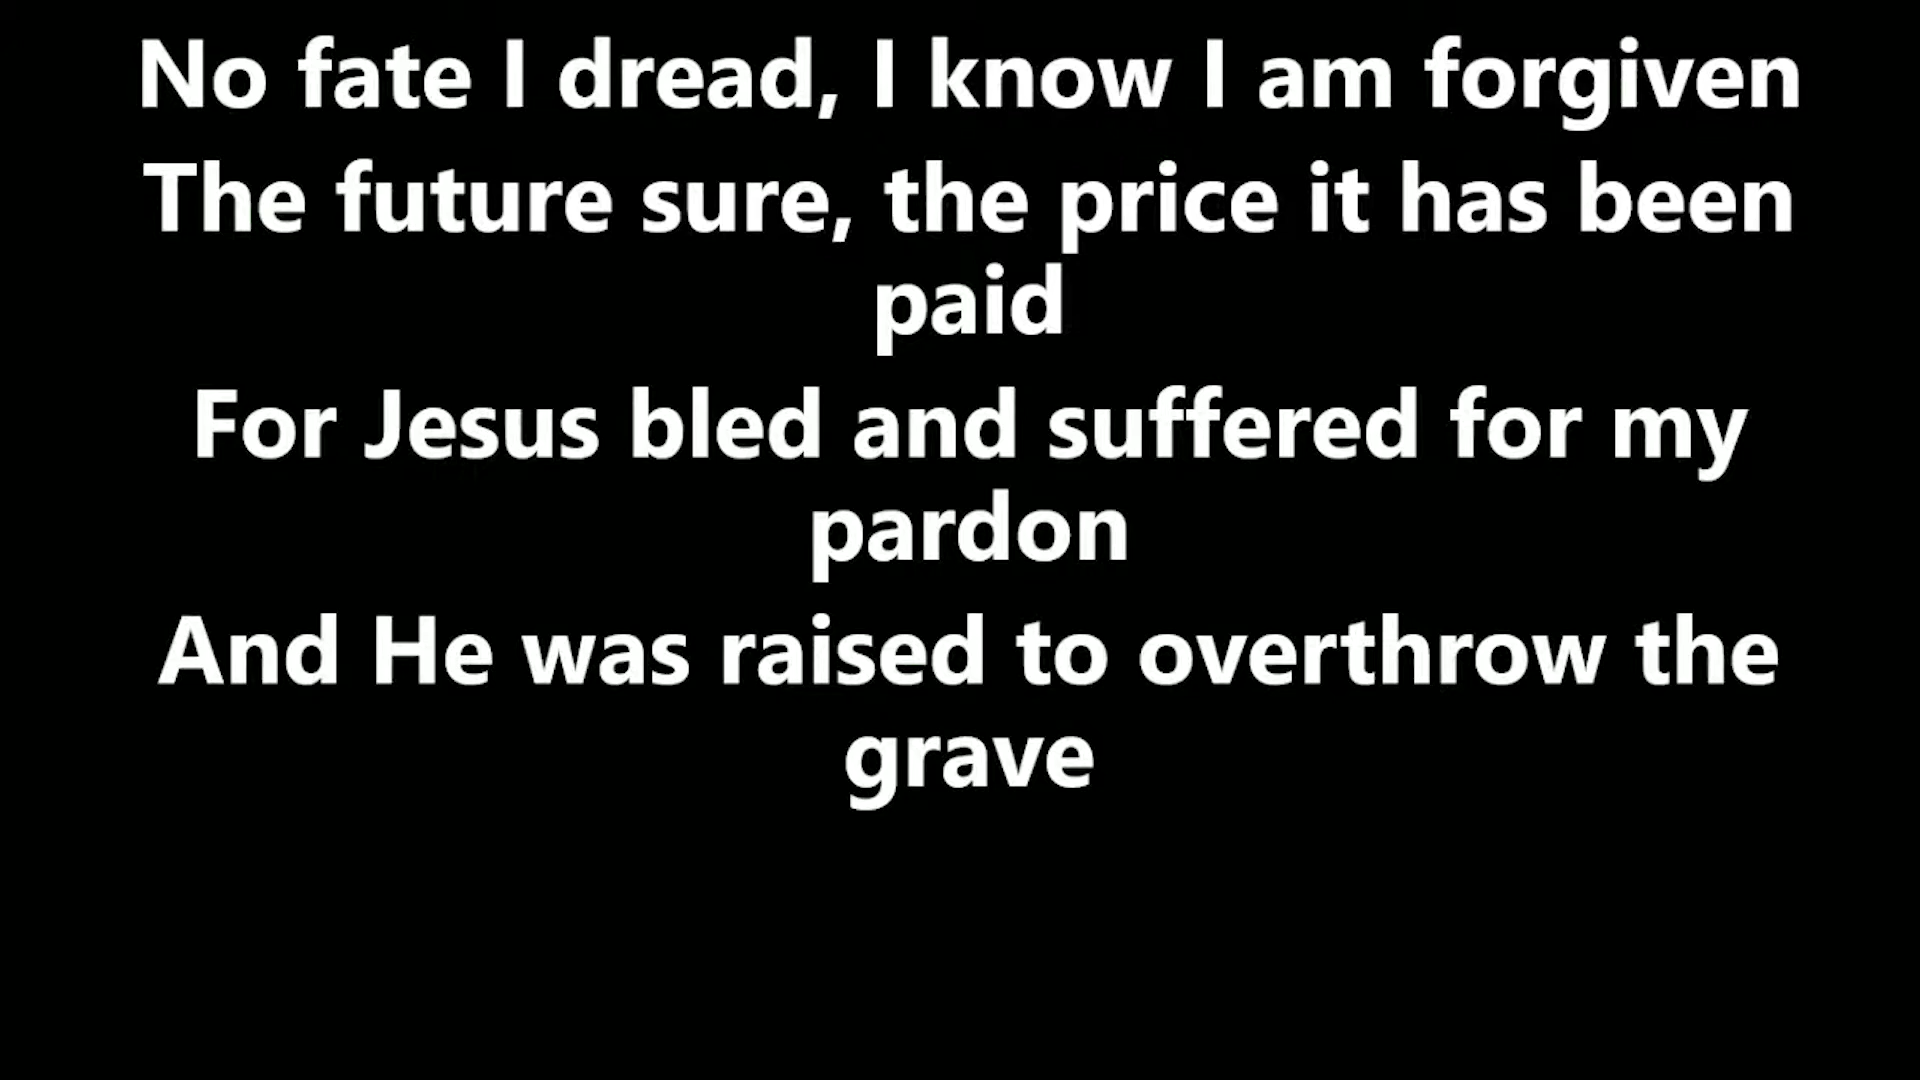 No fate I dread, I know I am forgiven
The future sure, the price it has been
paid
For Jesus bled and suffered for my
pardon
And He was raised to overthrow the
grave